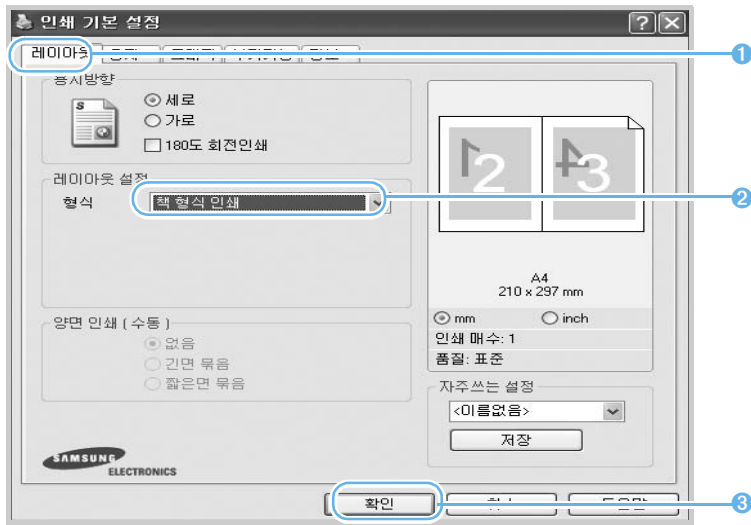 인쇄 기본 설정
레이아웃
1
용지방향
세로
가로
180도 회전인쇄
레이아웃 설정
형식
책 형식 인쇄
2
양면 인쇄 ( 수동 )
없음
긴면 묶음
짧은면 묶음
S
1 2 4 3
A4
210 x 297 mm
mm inch
인쇄 매수: 1
품질: 표준
자주쓰는 설정
<이름없음>
저장
SAMSUNG
ELECTRONICS
확인
3